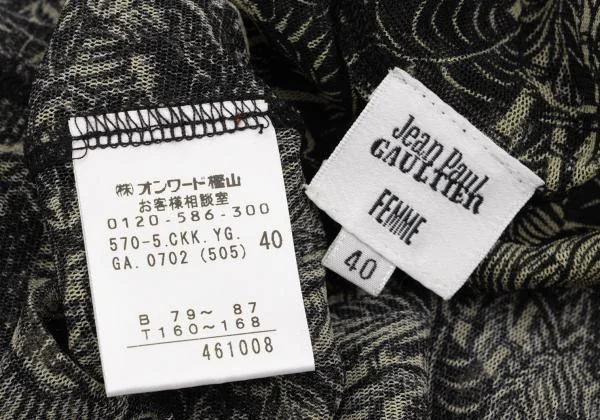 ㈱オンワード樫山
お客様相談室
0120-586-300
570-5.CKK.YG.
GA.0702 (505) 40
B 79～ 87
T160～168
461008
Jean Paul
GAULTIER
FEMME
40